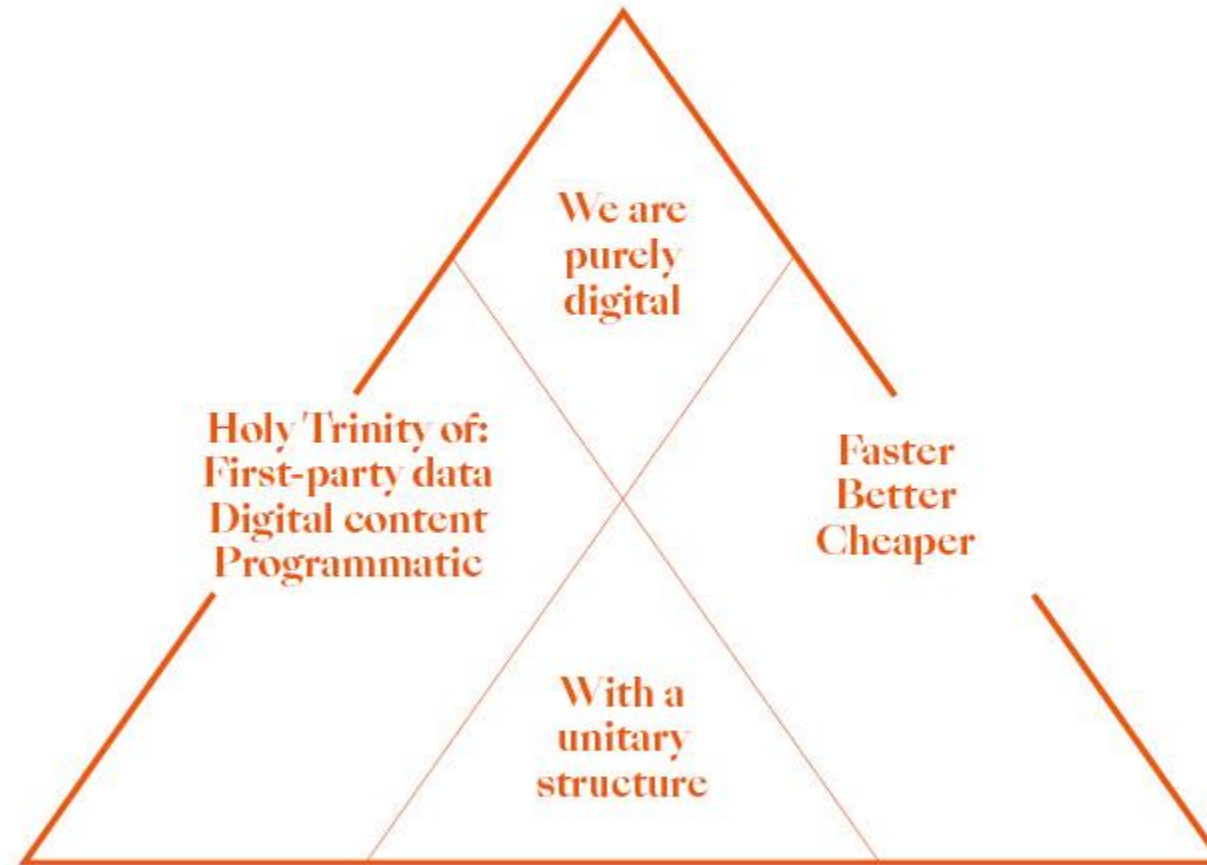 We are
purely
digital
Holy Trinity of:
First-party data
Digital content
Programmatic
Faster
Better
Cheaper
With a
unitary
structure